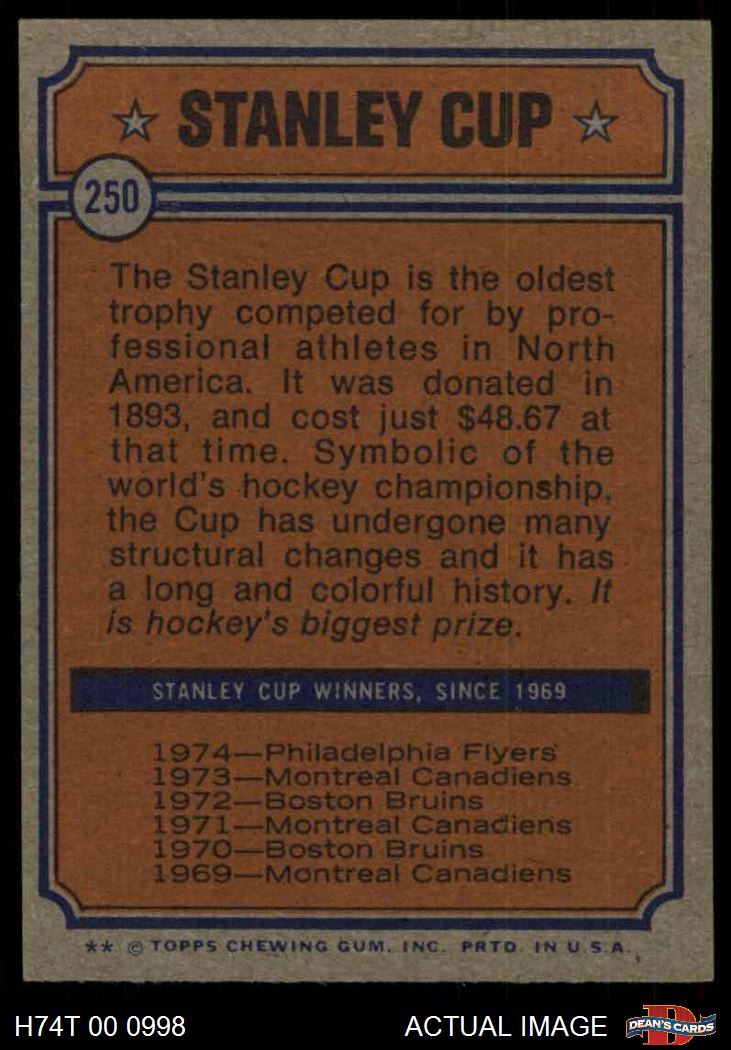 STANLEY CUP
250
The Stanley Cup is the oldest
trophy competed for by pro-
fessional athletes in North
America. It was donated in
1893, and cost just $48.67 at
that time. Symbolic of the
world's hockey championship,
the Cup has undergone many
structural changes and it has
a long and colorful history. It
is hockey's biggest prize.
STANLEY CUP WINNERS, SINCE 1969
1974—Philadelphia Flyers
1973—Montreal Canadiens
1972—Boston Bruins
1971—Montreal Canadiens
1970—Boston Bruins
1969—Montreal Canadiens
** © TOPPS CHEWING GUM, INC. PRTD. IN U.S.A.
H74T 00 0998 ACTUAL IMAGE D DEAN'S CARDS